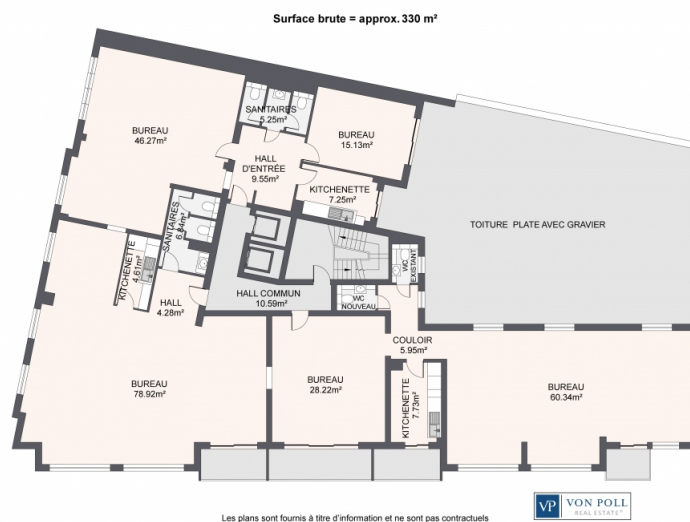 Surface brute = approx. 330 m²
SANITAIRES
5.25m²
BUREAU
46.27m²
BUREAU
15.13m²
HALL
D'ENTRÉE
9.55m²
KITCHENETTE
7.25m²
SANITAIRES
6.84m²
TOITURE PLATE AVEC GRAVIER
KITCHENETTE
4.61m²
WC
EXISTANT
HALL
4.28m²
HALL COMMUN
10.59m²
WC
NOUVEAU
COULOIR
5.95m²
BUREAU
78.92m²
BUREAU
28.22m²
KITCHENETTE
7.73m²
BUREAU
60.34m²
VP VON POLL
REAL ESTATE
Les plans sont fournis à titre d'information et ne sont pas contractuels